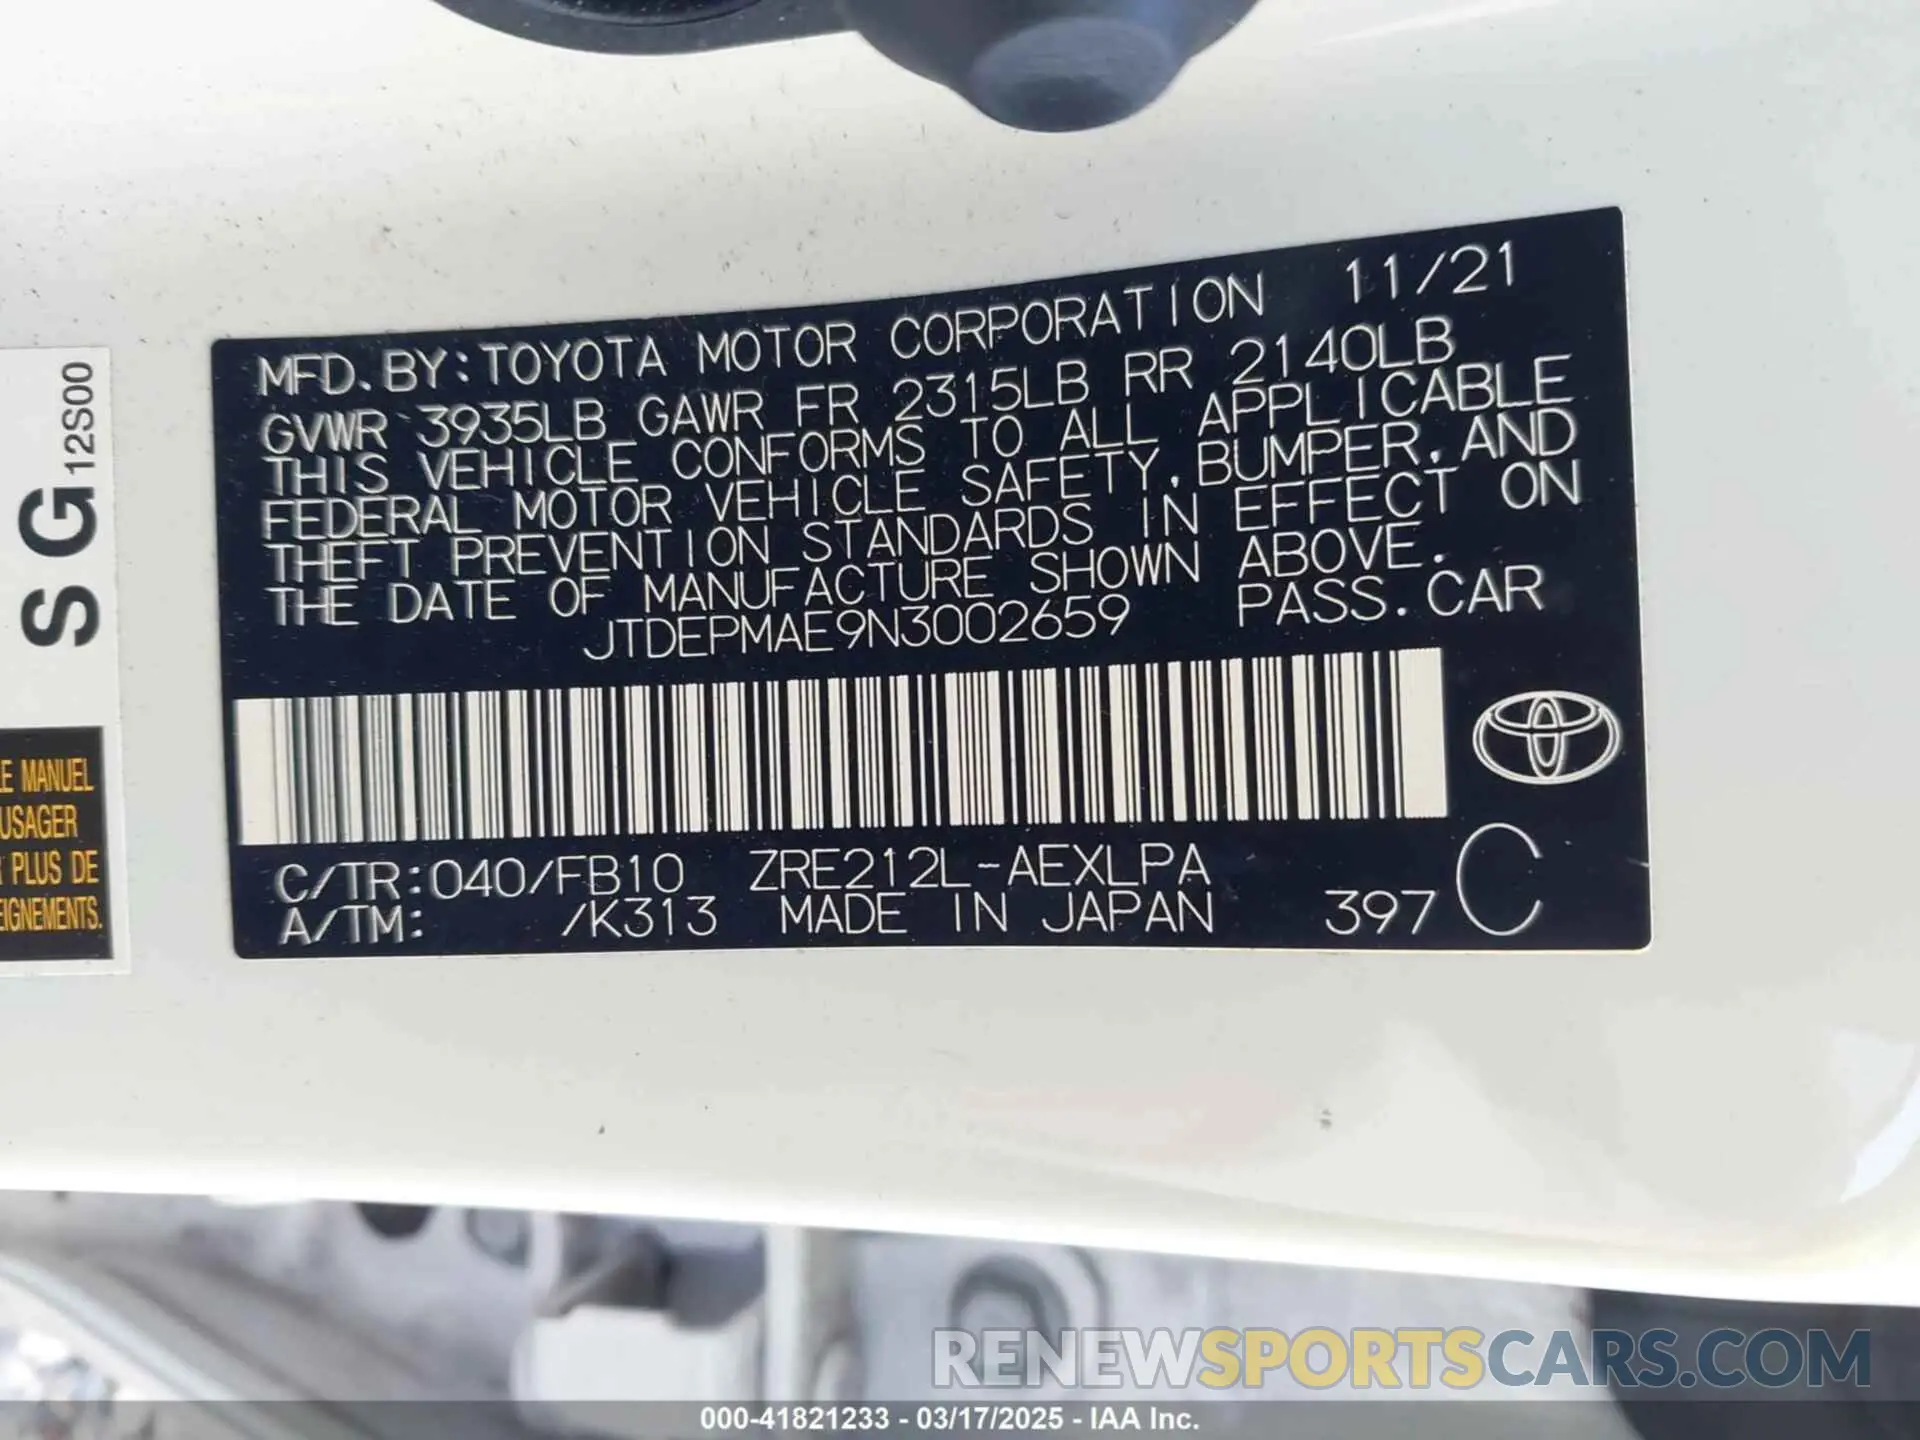 MFD. BY: TOYOTA MOTOR CORPORATION 11/21
GVWR 3935LB GAWR FR 2315LB RR 2140LB
THIS VEHICLE CONFORMS TO ALL APPLICABLE
FEDERAL MOTOR VEHICLE SAFETY, BUMPER, AND
THEFT PREVENTION STANDARDS IN EFFECT ON
THE DATE OF MANUFACTURE SHOWN ABOVE.
JTDEPMAE9N3002659 PASS. CAR
C/TR:040/FB10 ZRE212L-AEXLPA
A/TM: /K313 MADE IN JAPAN 397 C
SG12S00
LE MANUEL
USAGER
R PLUS DE
EIGNEMENTS.
RENEWSPORTSCARS.COM
000-41821233 - 03/17/2025 - IAA Inc.